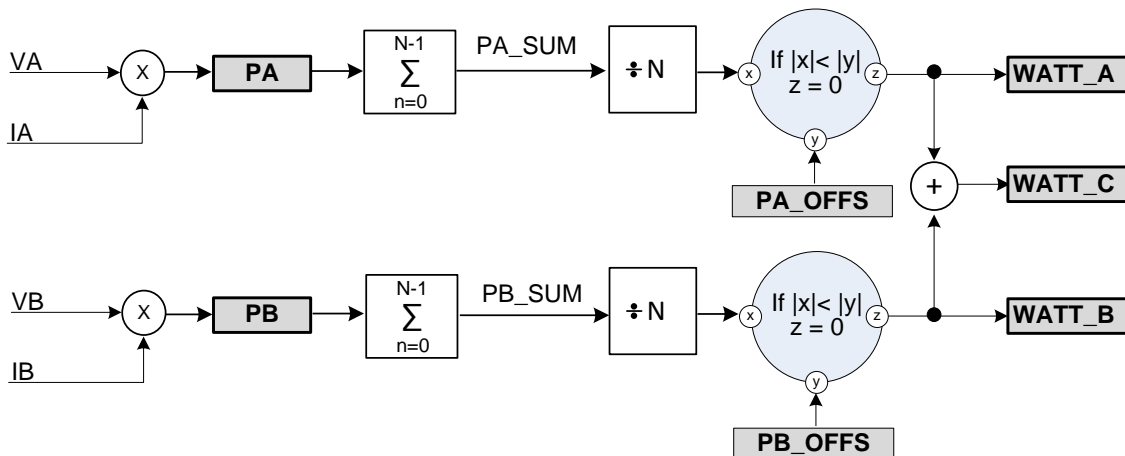 VA
IA
X
PA
N-1
Σ
n=0
PA_SUM
÷N
x
If |x|< |y|
z = 0
z
y
PA_OFFS
WATT_A
+
WATT_C
VB
IB
X
PB
N-1
Σ
n=0
PB_SUM
÷N
x
If |x|< |y|
z = 0
z
y
PB_OFFS
WATT_B